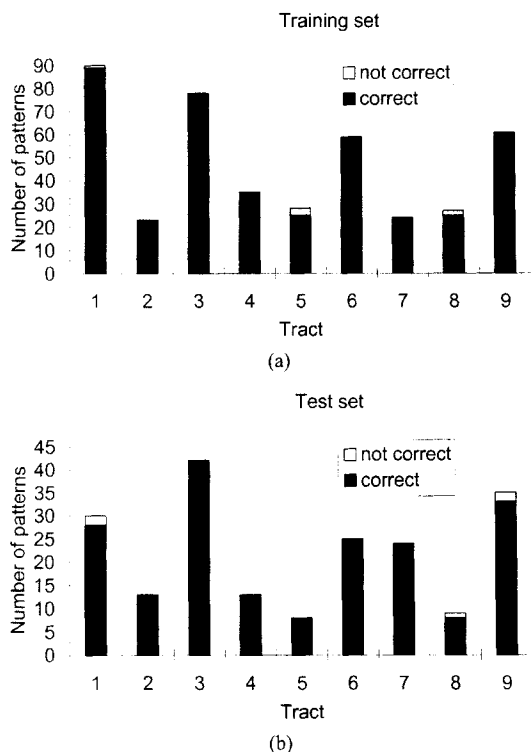 Training set
Number of patterns
90
80
70
60
50
40
30
20
10
0
not correct
correct
1 2 3 4 5 6 7 8 9
Tract
(a)
Test set
Number of patterns
45
40
35
30
25
20
15
10
5
0
not correct
correct
1 2 3 4 5 6 7 8 9
Tract
(b)